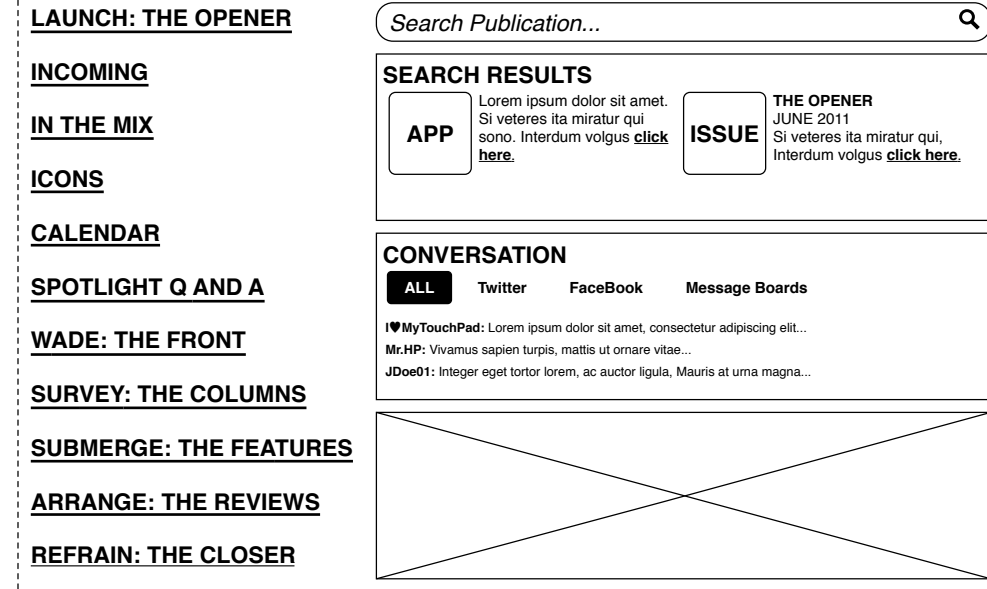 LAUNCH: THE OPENER
INCOMING
IN THE MIX
ICONS
CALENDAR
SPOTLIGHT Q AND A
WADE: THE FRONT
SURVEY: THE COLUMNS
SUBMERGE: THE FEATURES
ARRANGE: THE REVIEWS
REFRAIN: THE CLOSER
Search Publication...
SEARCH RESULTS
APP
Lorem ipsum dolor sit amet.
Si veteres ita miratur qui
sono. Interdum volgus click
here.
ISSUE
THE OPENER
JUNE 2011
Si veteres ita miratur qui,
Interdum volgus click here.
CONVERSATION
ALL Twitter FaceBook Message Boards
I♥MyTouchPad: Lorem ipsum dolor sit amet, consectetur adipiscing elit...
Mr.HP: Vivamus sapien turpis, mattis ut ornare vitae...
JDoe01: Integer eget tortor lorem, ac auctor ligula, Mauris at urna magna...